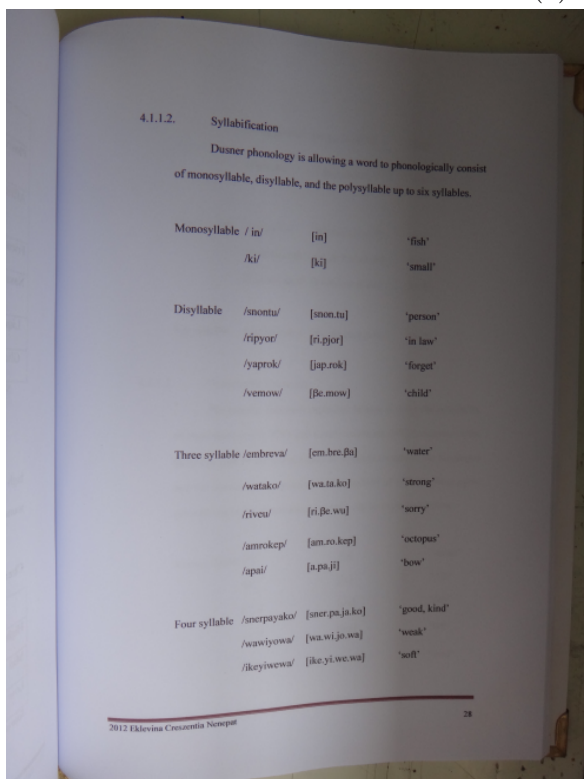 4.1.1.2. Syllabification
Dusner phonology is allowing a word to phonologically consist
of monosyllable, disyllable, and the polysyllable up to six syllables.
Monosyllable / in/ [in] 'fish'
/ki/ [ki] 'small'
Disyllable /snontu/ [snon.tu] 'person'
/ripyor/ [ri.pjor] 'in law'
/yaprok/ [jap.rok] 'forget'
/vemow/ [βe.mow] 'child'
Three syllable /embreva/ [em.bre.βa] 'water'
/watako/ [wa.ta.ko] 'strong'
/riveu/ [ri.βe.wu] 'sorry'
/amrokep/ [am.ro.kep] 'octopus'
/apai/ [a.pa.ji] 'bow'
Four syllable /snerpayako/ [sner.pa.ja.ko] 'good, kind'
/wawiyowa/ [wa.wi.jo.wa] 'weak'
/ikeyiwewa/ [ike.yi.we.wa] 'soft'
28
2012 Eklevina Creszentia Nenepat